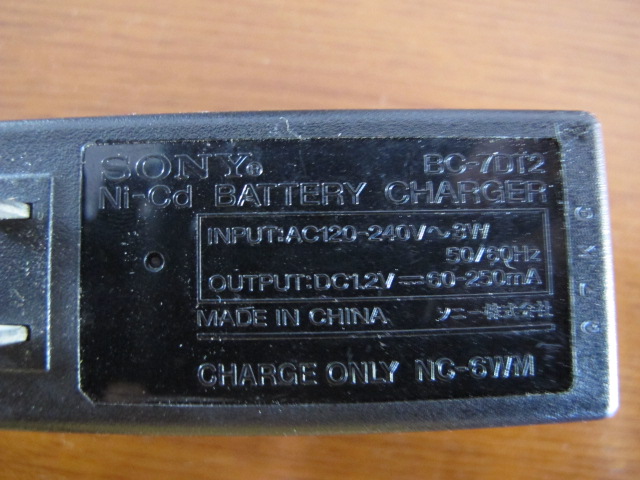 SONY® BC-7DT2
Ni-Cd BATTERY CHARGER
INPUT:AC120-240V~3W
50/60Hz
OUTPUT:DC1.2V⎓60-250mA
MADE IN CHINA ソニー株式会社
CHARGE ONLY NC-6WM